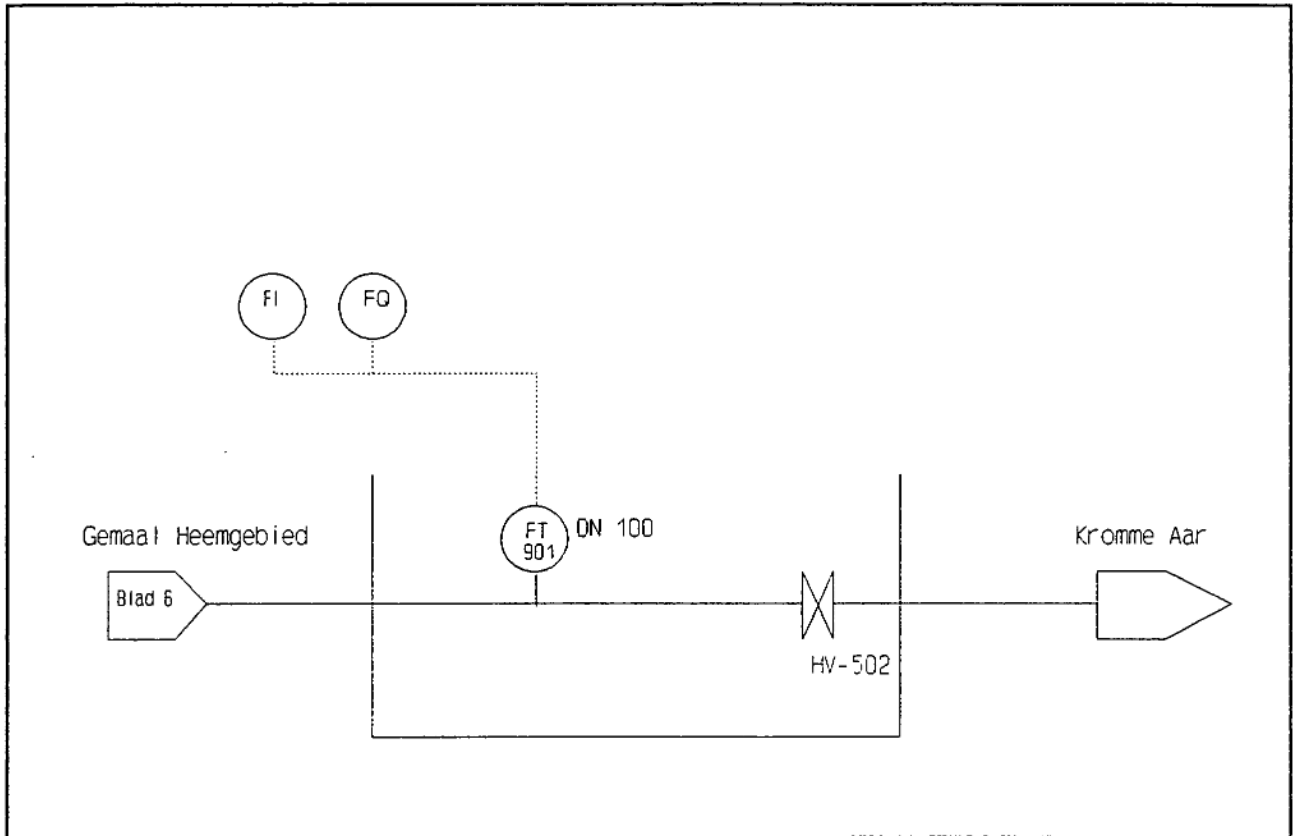 FI
FQ
Gemaal Heemgebied
FT
901
DN 100
Kromme Aar
Blad 6
HV-502